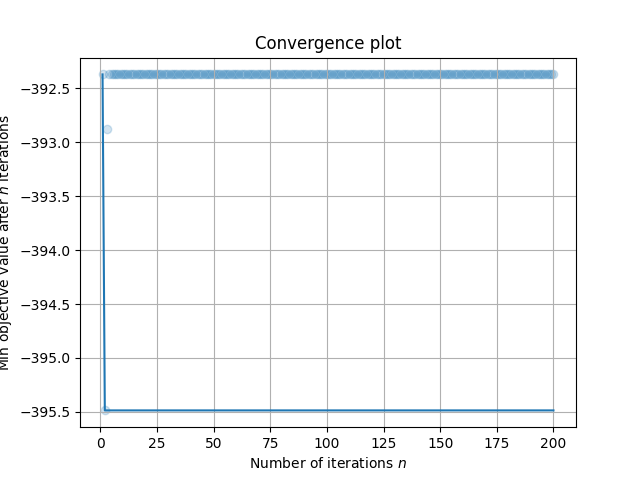 Convergence plot
Min objective value after n iterations
−392.5
−393.0
−393.5
−394.0
−394.5
−395.0
−395.5
0 25 50 75 100 125 150 175 200
Number of iterations n